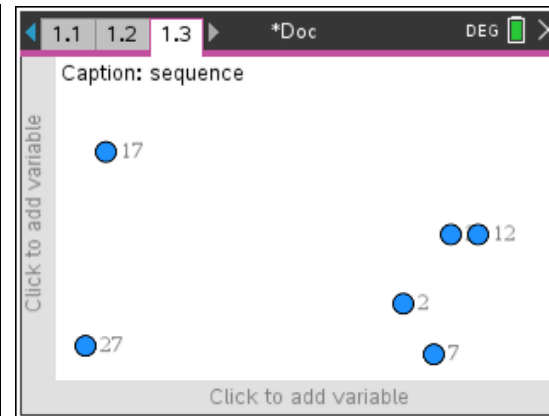 1.1 1.2 1.3 *Doc DEG
Caption: sequence
Click to add variable
17
12
2
27
7
Click to add variable